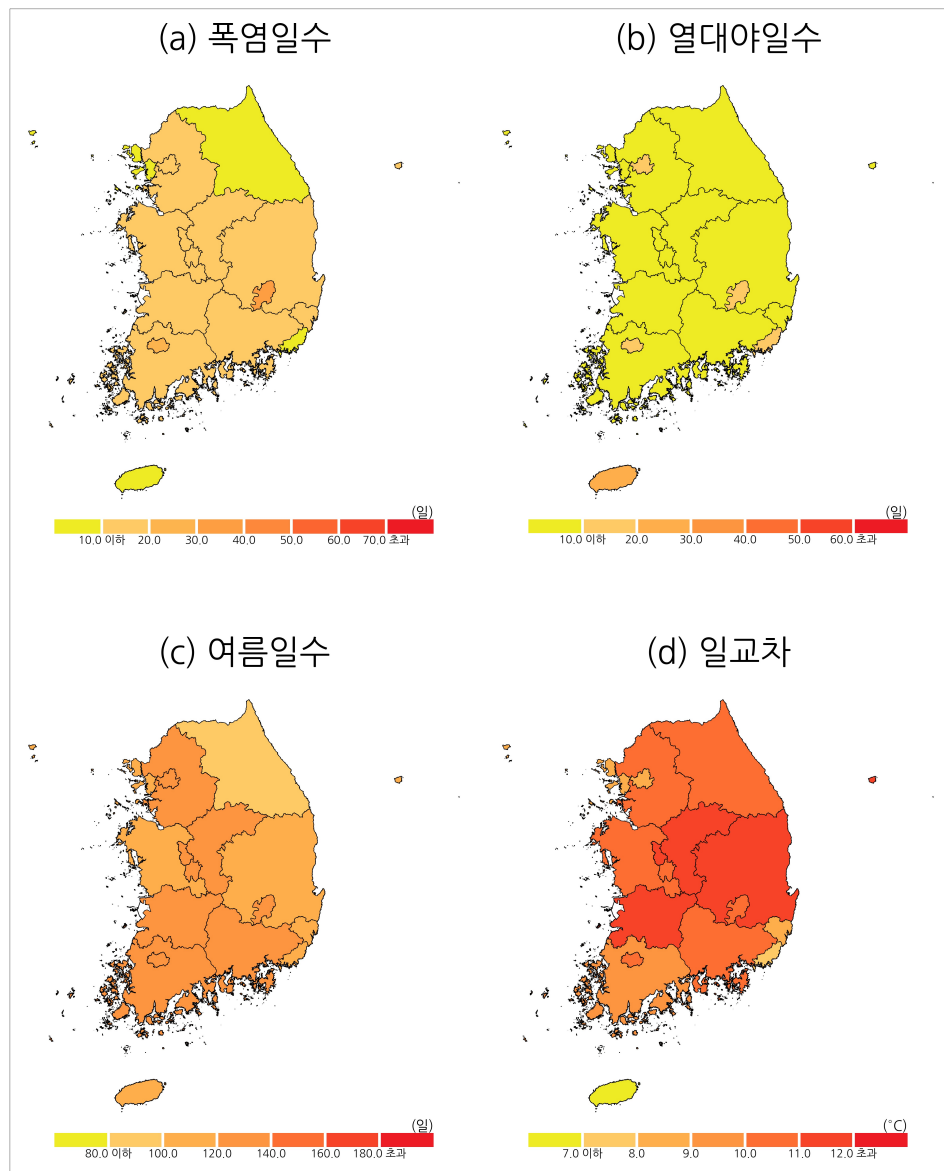 (a) 폭염일수
(b) 열대야일수
(일)
10.0 이하 20.0 30.0 40.0 50.0 60.0 70.0 초과
(일)
10.0 이하 20.0 30.0 40.0 50.0 60.0 초과
(c) 여름일수
(d) 일교차
(일)
80.0 이하 100.0 120.0 140.0 160.0 180.0 초과
(°C)
7.0 이하 8.0 9.0 10.0 11.0 12.0 초과